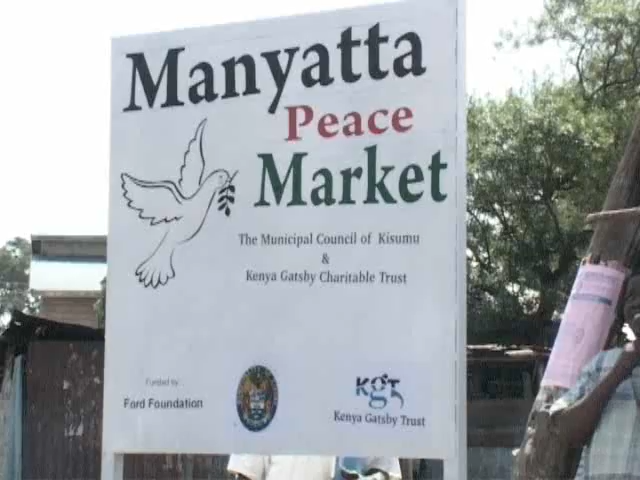 Manyatta
Peace
Market
The Municipal Council of Kisumu
&
Kenya Gatsby Charitable Trust
Funded by
Ford Foundation
KGT
Kenya Gatsby Trust